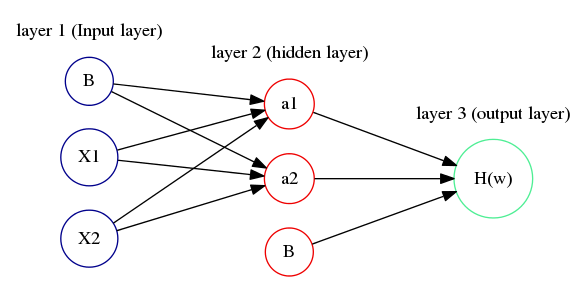 layer 1 (Input layer)
layer 2 (hidden layer)
layer 3 (output layer)
B
X1
X2
a1
a2
B
H(w)